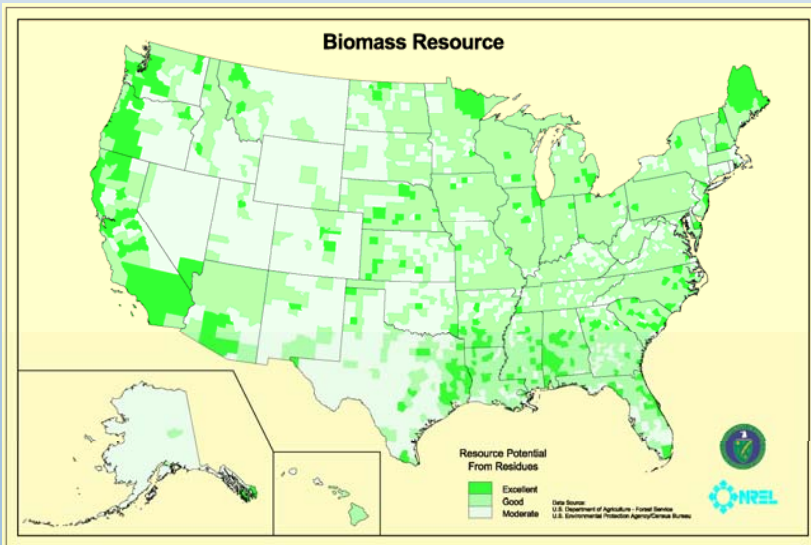 Biomass Resource
Resource Potential
From Residues
Excellent
Good
Moderate
Data Source:
U.S. Department of Agriculture - Forest Service
U.S. Environmental Protection Agency/Census Bureau
NREL